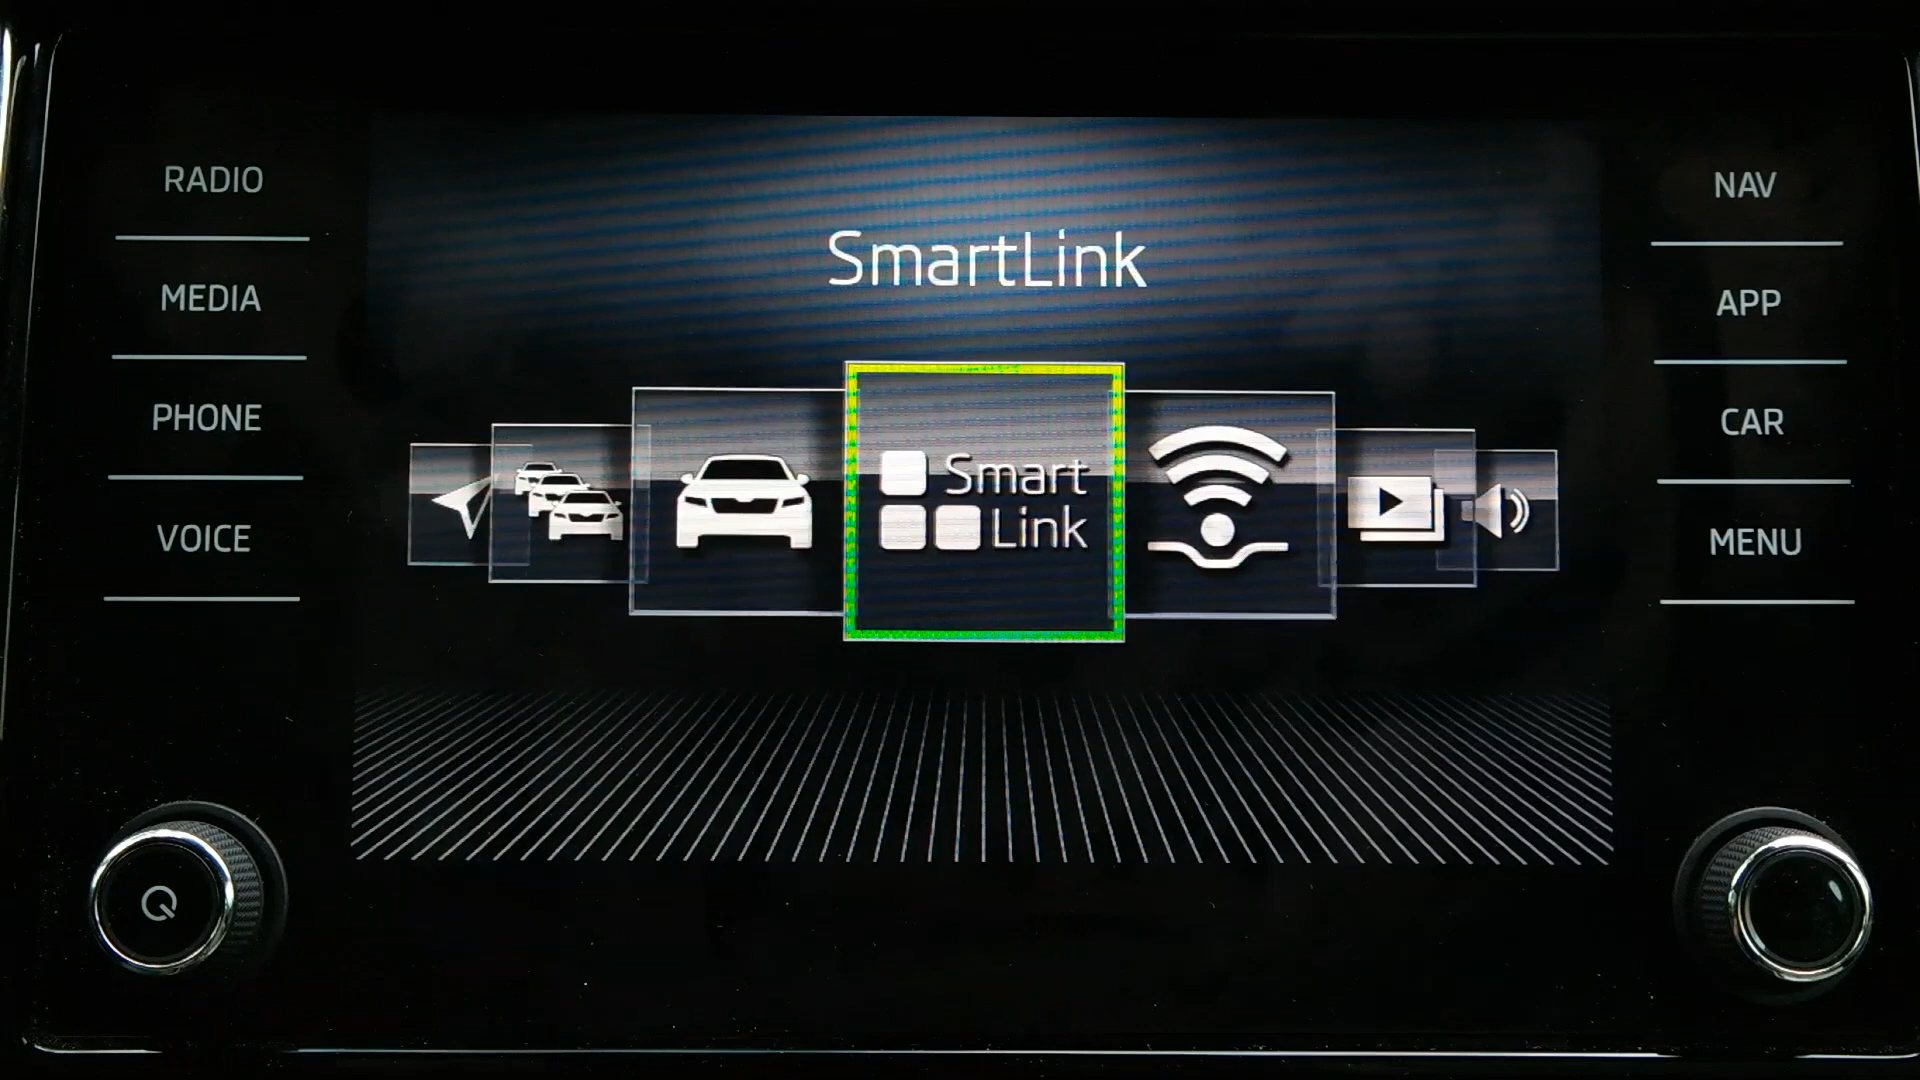 RADIO
MEDIA
PHONE
VOICE
SmartLink
Smart
Link
NAV
APP
CAR
MENU